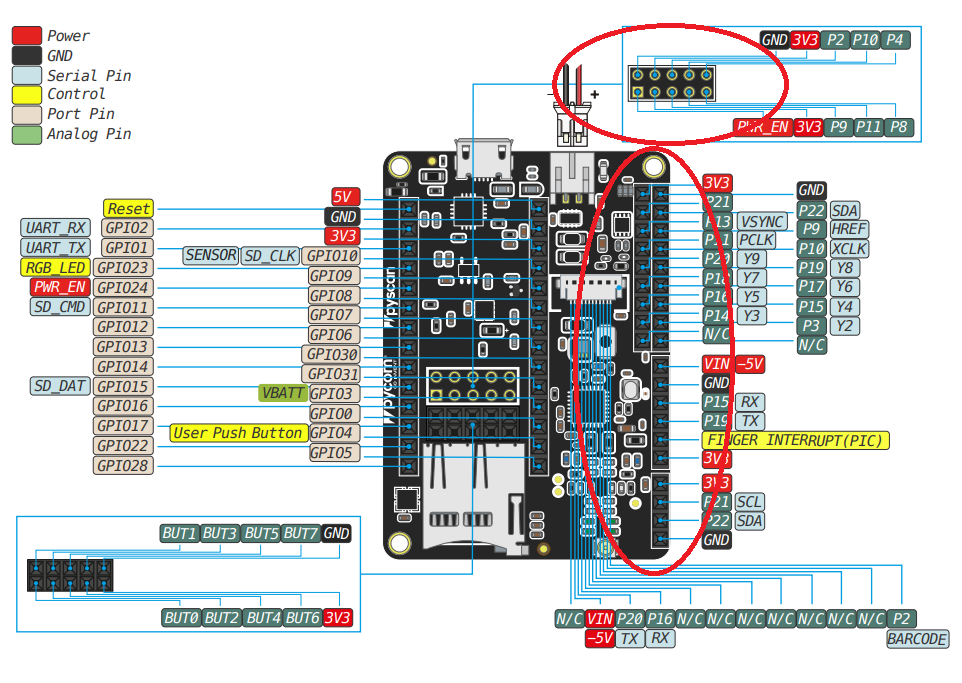 Power
GND
Serial Pin
Control
Port Pin
Analog Pin
GND 3V3 P2 P10 P4
- +
PWR_EN 3V3 P9 P11 P8
Reset
UART_RX GPIO2
UART_TX GPIO1
RGB_LED GPIO23
PWR_EN GPIO24
SD_CMD GPIO11
GPIO12
GPIO13
GPIO14
SD_DAT GPIO15
GPIO16
GPIO17
GPIO22
GPIO28
5V
GND
3V3
SENSOR SD_CLK GPIO10
GPIO9
GPIO8
GPIO7
GPIO6
GPIO30
GPIO31
VBATT GPIO3
GPIO0
User Push Button GPIO4
GPIO5
pyscan
pycom
3V3
P21
P13 VSYNC
PCLK
Y9
P18 Y7
P16 Y5
P14 Y3
N/C
GND
P22 SDA
P9 HREF
P10 XCLK
P19 Y8
P17 Y6
P15 Y4
P3 Y2
N/C
VIN -5V
GND
P15 RX
P19 TX
FINGER INTERRUPT(PIC)
3V3
3V3
P21 SCL
P22 SDA
GND
BUT1 BUT3 BUT5 BUT7 GND
BUT0 BUT2 BUT4 BUT6 3V3
N/C VIN P20 P16 N/C N/C N/C N/C N/C N/C N/C P2
-5V TX RX BARCODE